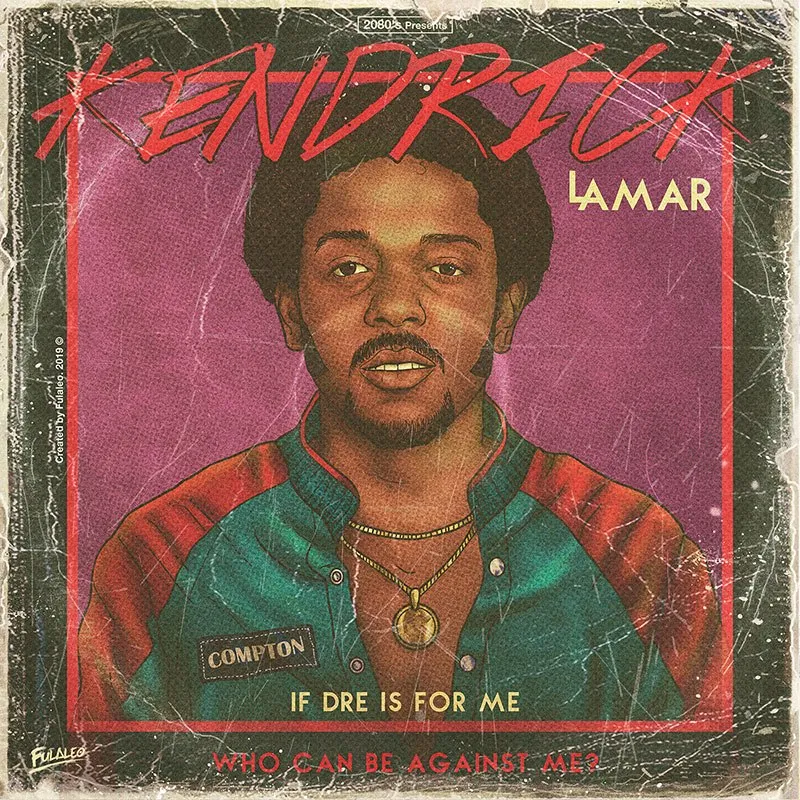 2080's Presents
KENDRICK
LAMAR
Created by Fulaleo. 2019 ©
COMPTON
IF DRE IS FOR ME
WHO CAN BE AGAINST ME?
FULALEO